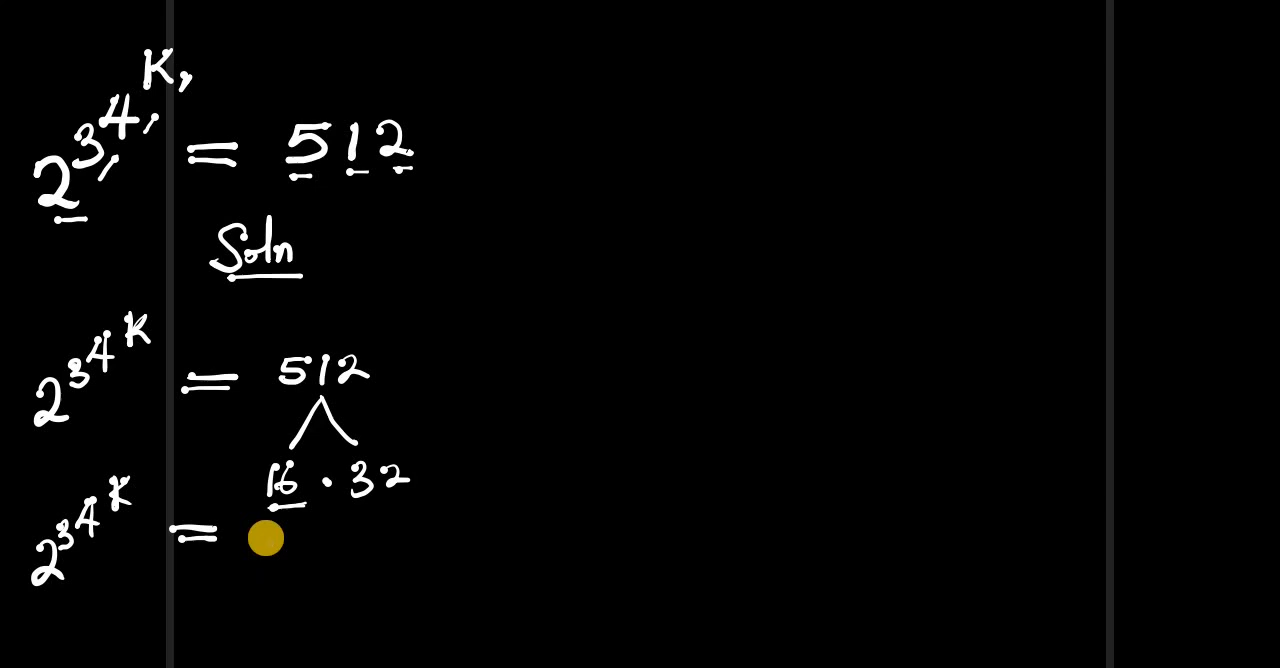 2^3^4^K, = 512
Soln
2^3^4^K = 512
16 · 32
2^3^4^K =